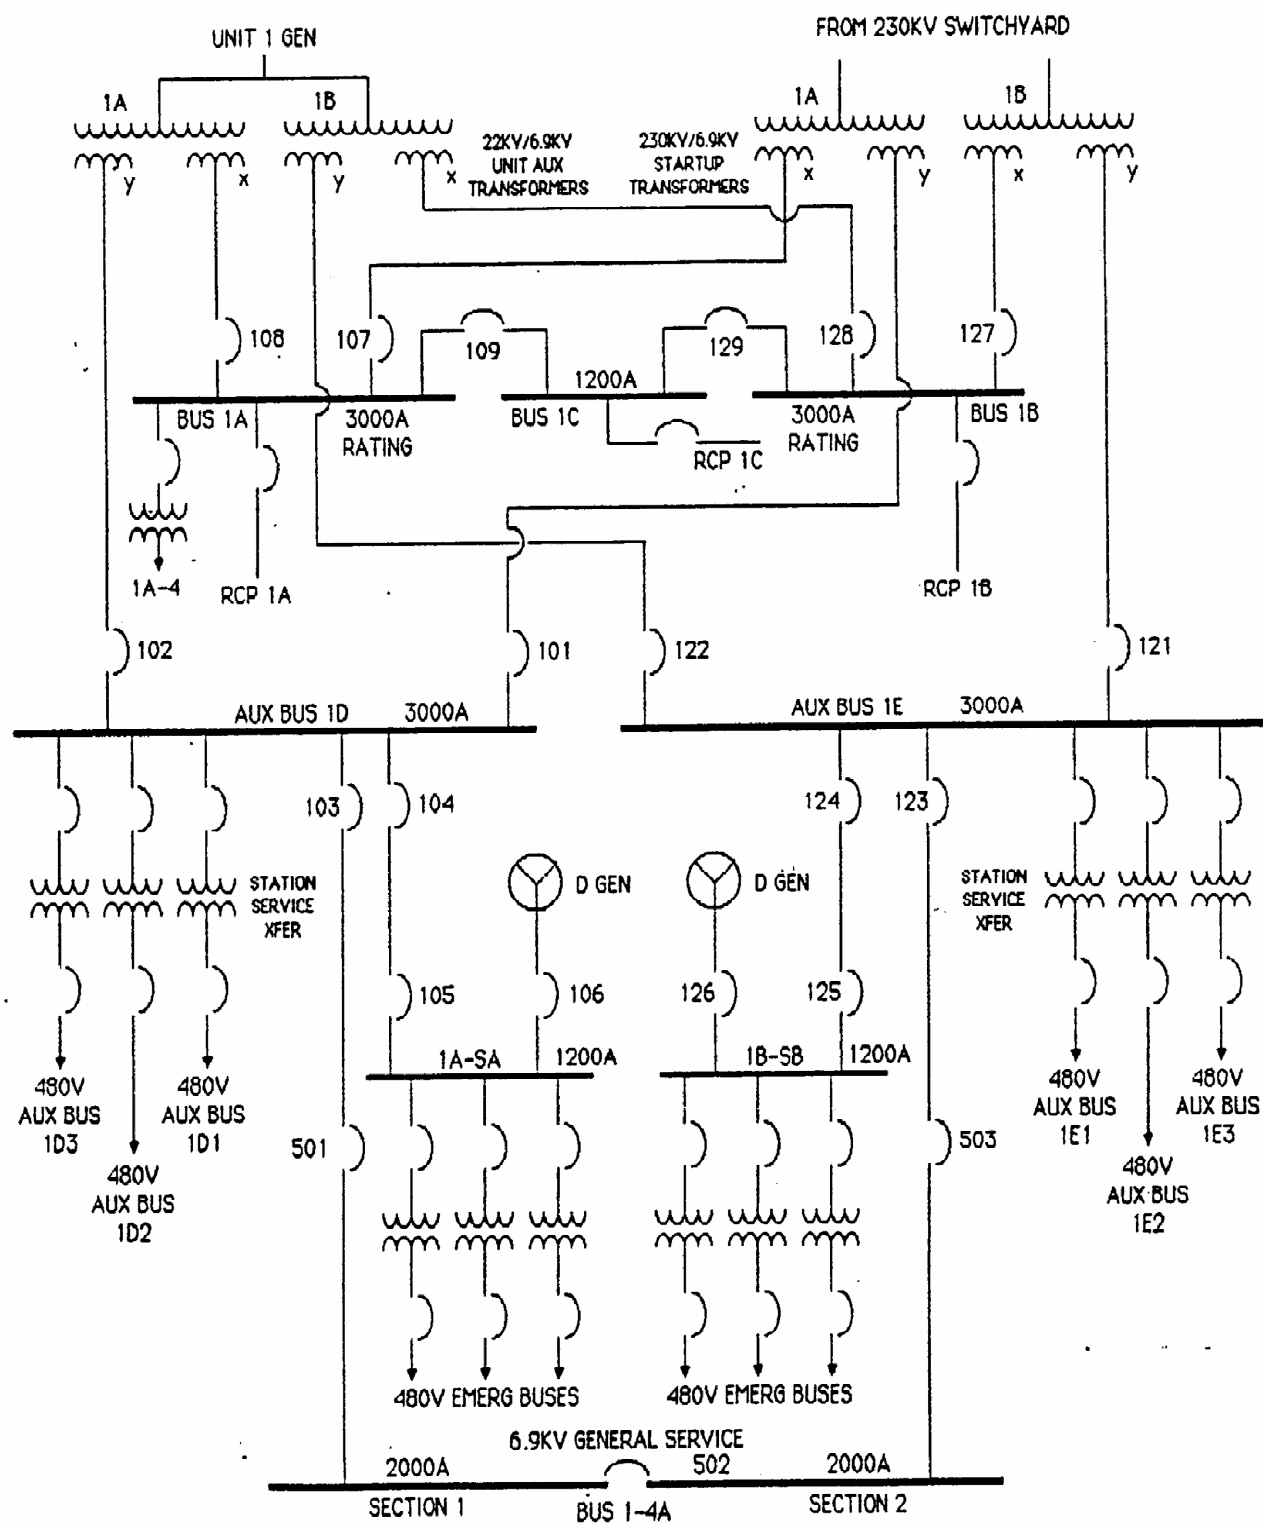 UNIT 1 GEN
FROM 230KV SWITCHYARD
1A
1B
1A
1B
y
x
y
x
x
y
x
y
22KV/6.9KV
UNIT AUX
TRANSFORMERS
230KV/6.9KV
STARTUP
TRANSFORMERS
108
107
109
129
128
127
1200A
BUS 1A
3000A
RATING
BUS 1C
3000A
RATING
BUS 1B
RCP 1C
1A-4
RCP 1A
RCP 1B
102
101
122
121
AUX BUS 1D
3000A
AUX BUS 1E
3000A
103
104
124
123
STATION
SERVICE
XFER
D GEN
D GEN
STATION
SERVICE
XFER
105
106
126
125
1A-SA
1200A
1B-SB
1200A
480V
AUX BUS
1D3
480V
AUX BUS
1D1
480V
AUX BUS
1D2
480V
AUX BUS
1E1
480V
AUX BUS
1E3
480V
AUX BUS
1E2
501
503
480V EMERG BUSES
480V EMERG BUSES
6.9KV GENERAL SERVICE
2000A
502
2000A
SECTION 1
BUS 1-4A
SECTION 2